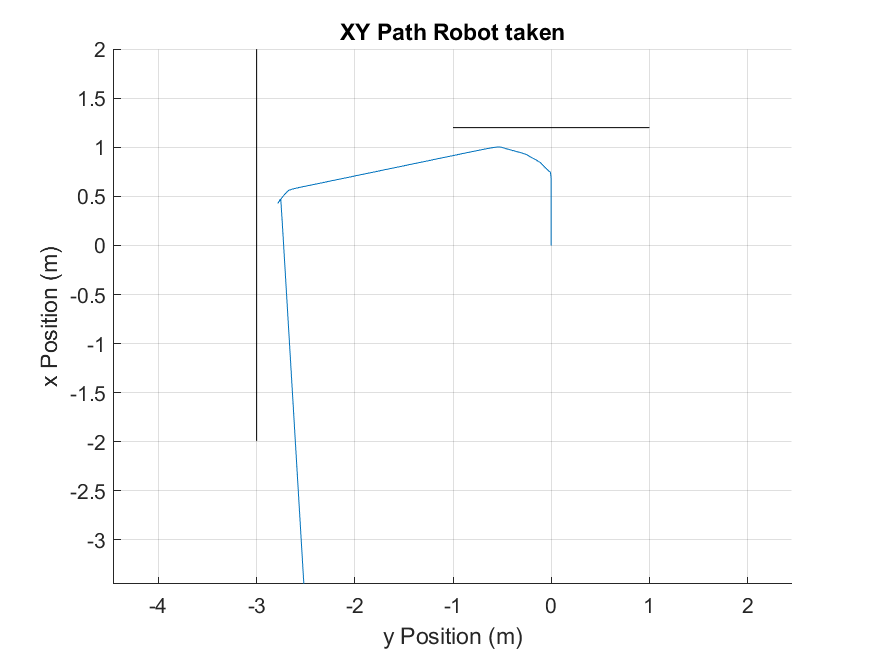 XY Path Robot taken
2
1.5
1
0.5
0
-0.5
-1
-1.5
-2
-2.5
-3
x Position (m)
-4 -3 -2 -1 0 1 2
y Position (m)